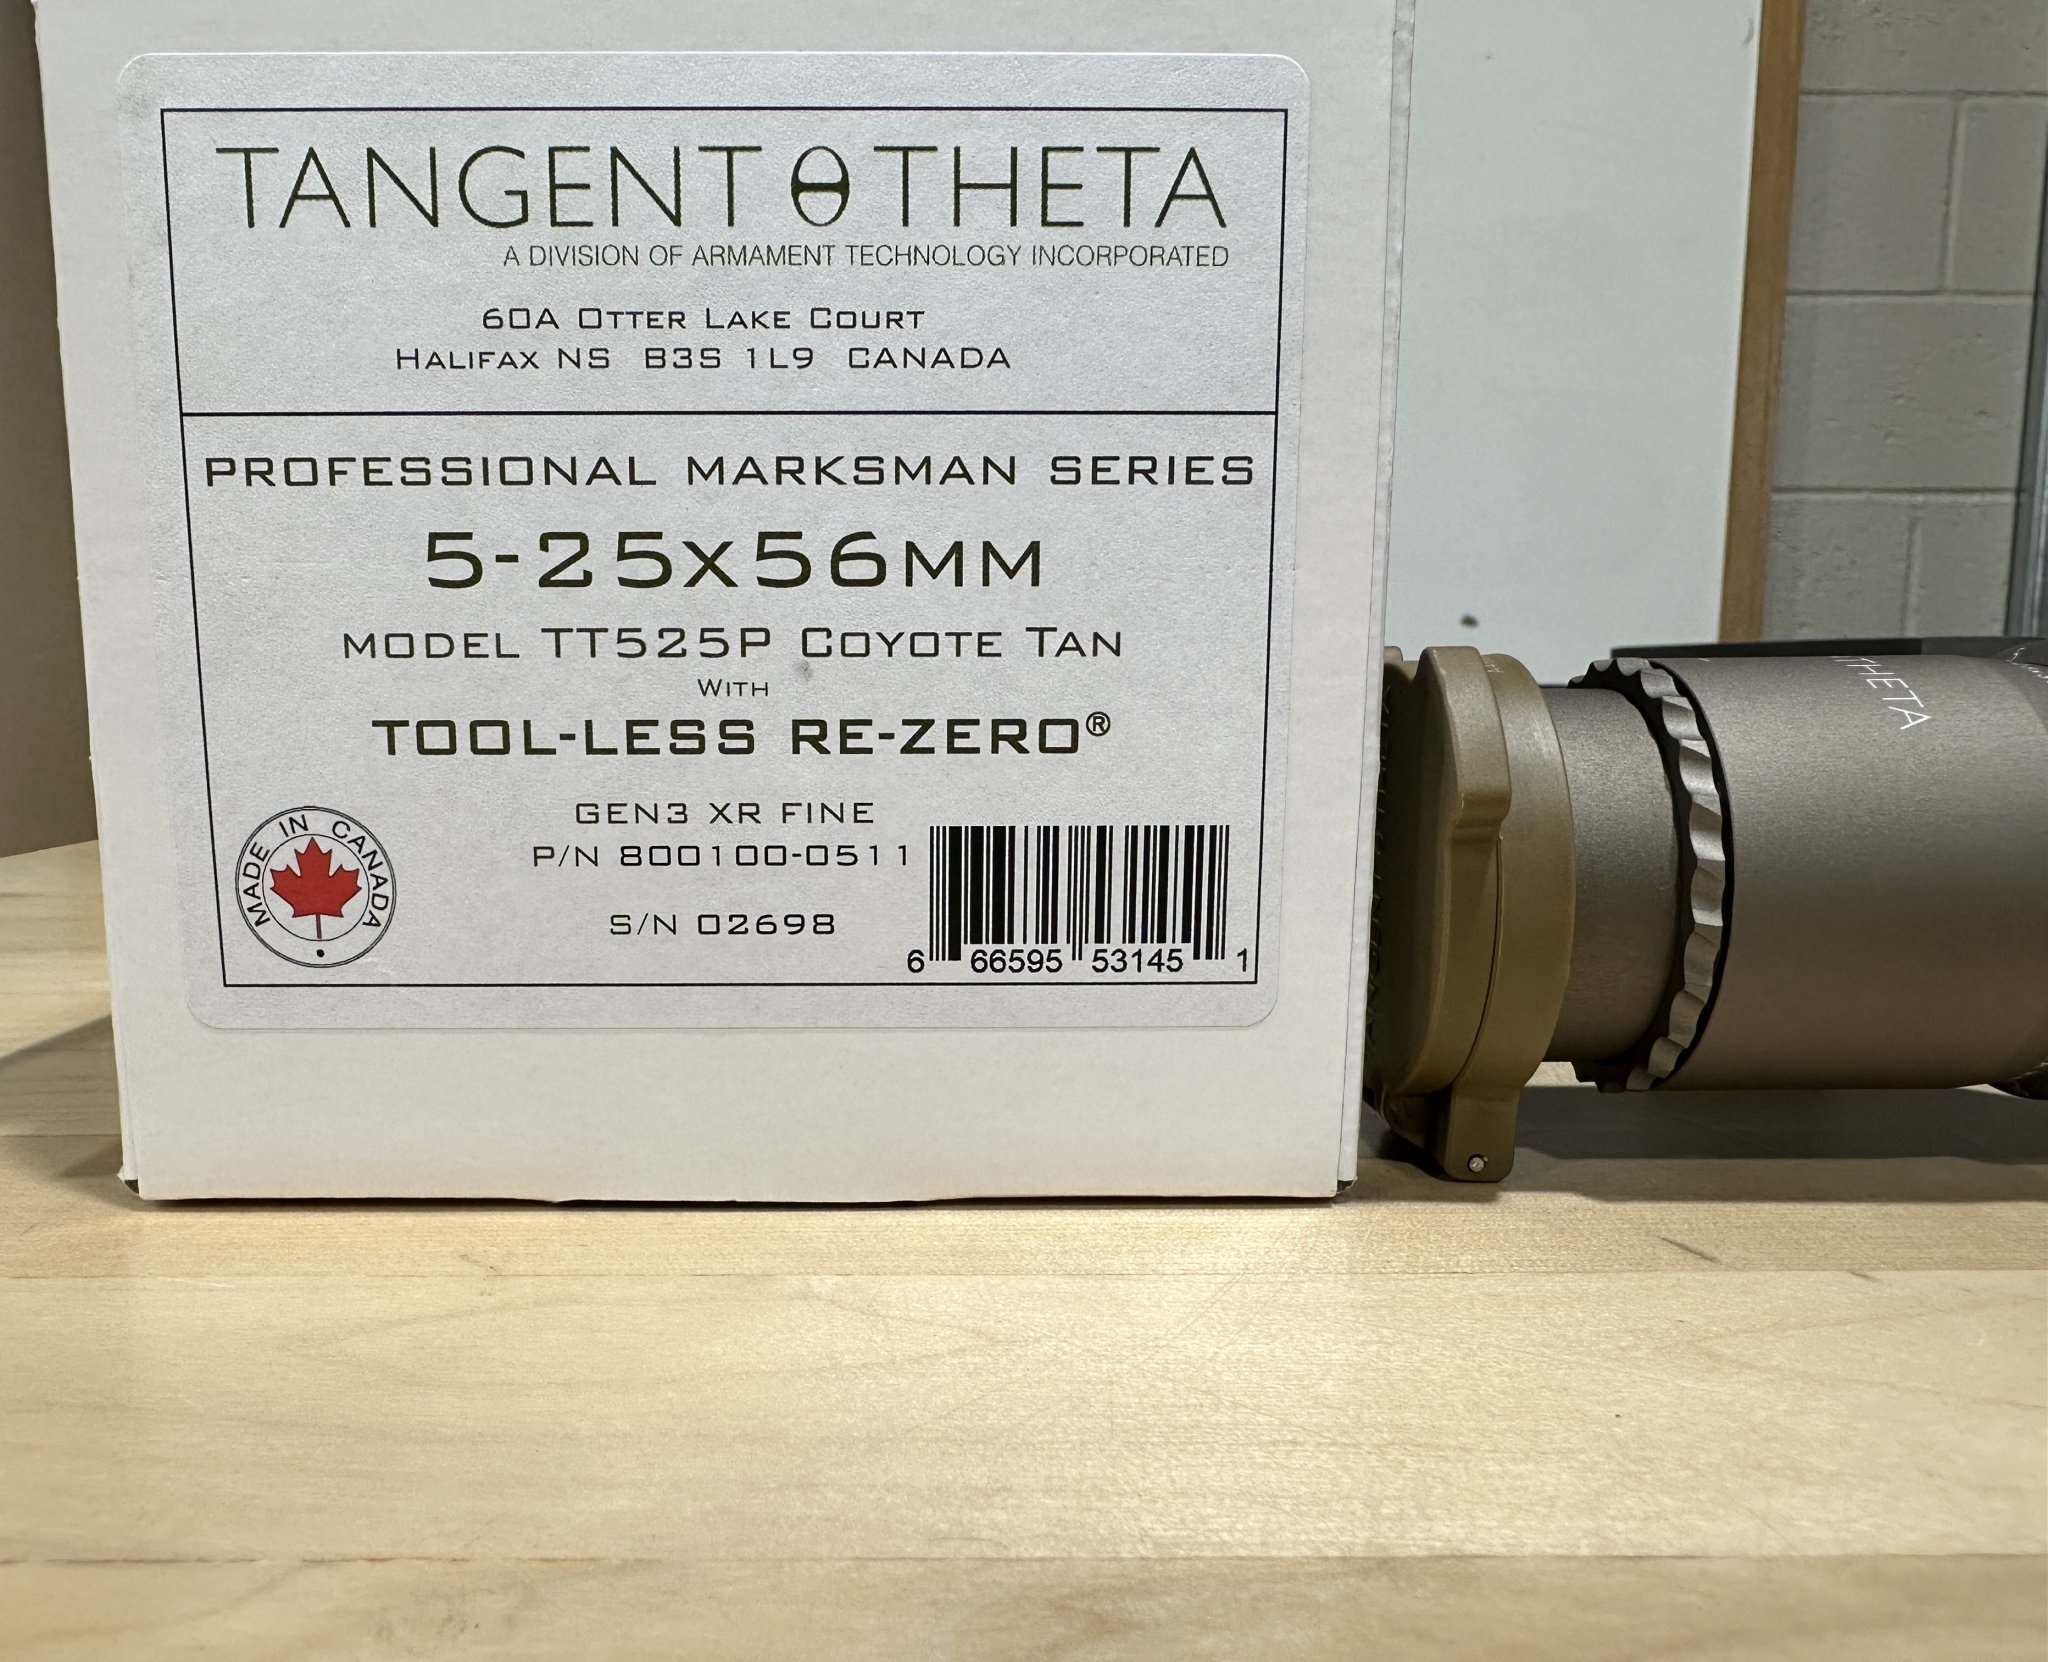 TANGENT θ THETA
A DIVISION OF ARMAMENT TECHNOLOGY INCORPORATED
60A OTTER LAKE COURT
HALIFAX NS B3S 1L9 CANADA
PROFESSIONAL MARKSMAN SERIES
5-25x56MM
MODEL TT525P COYOTE TAN
WITH
TOOL-LESS RE-ZERO®
GEN3 XR FINE
P/N 800100-0511
S/N 02698
MADE IN CANADA
6 66595 53145 1
THETA